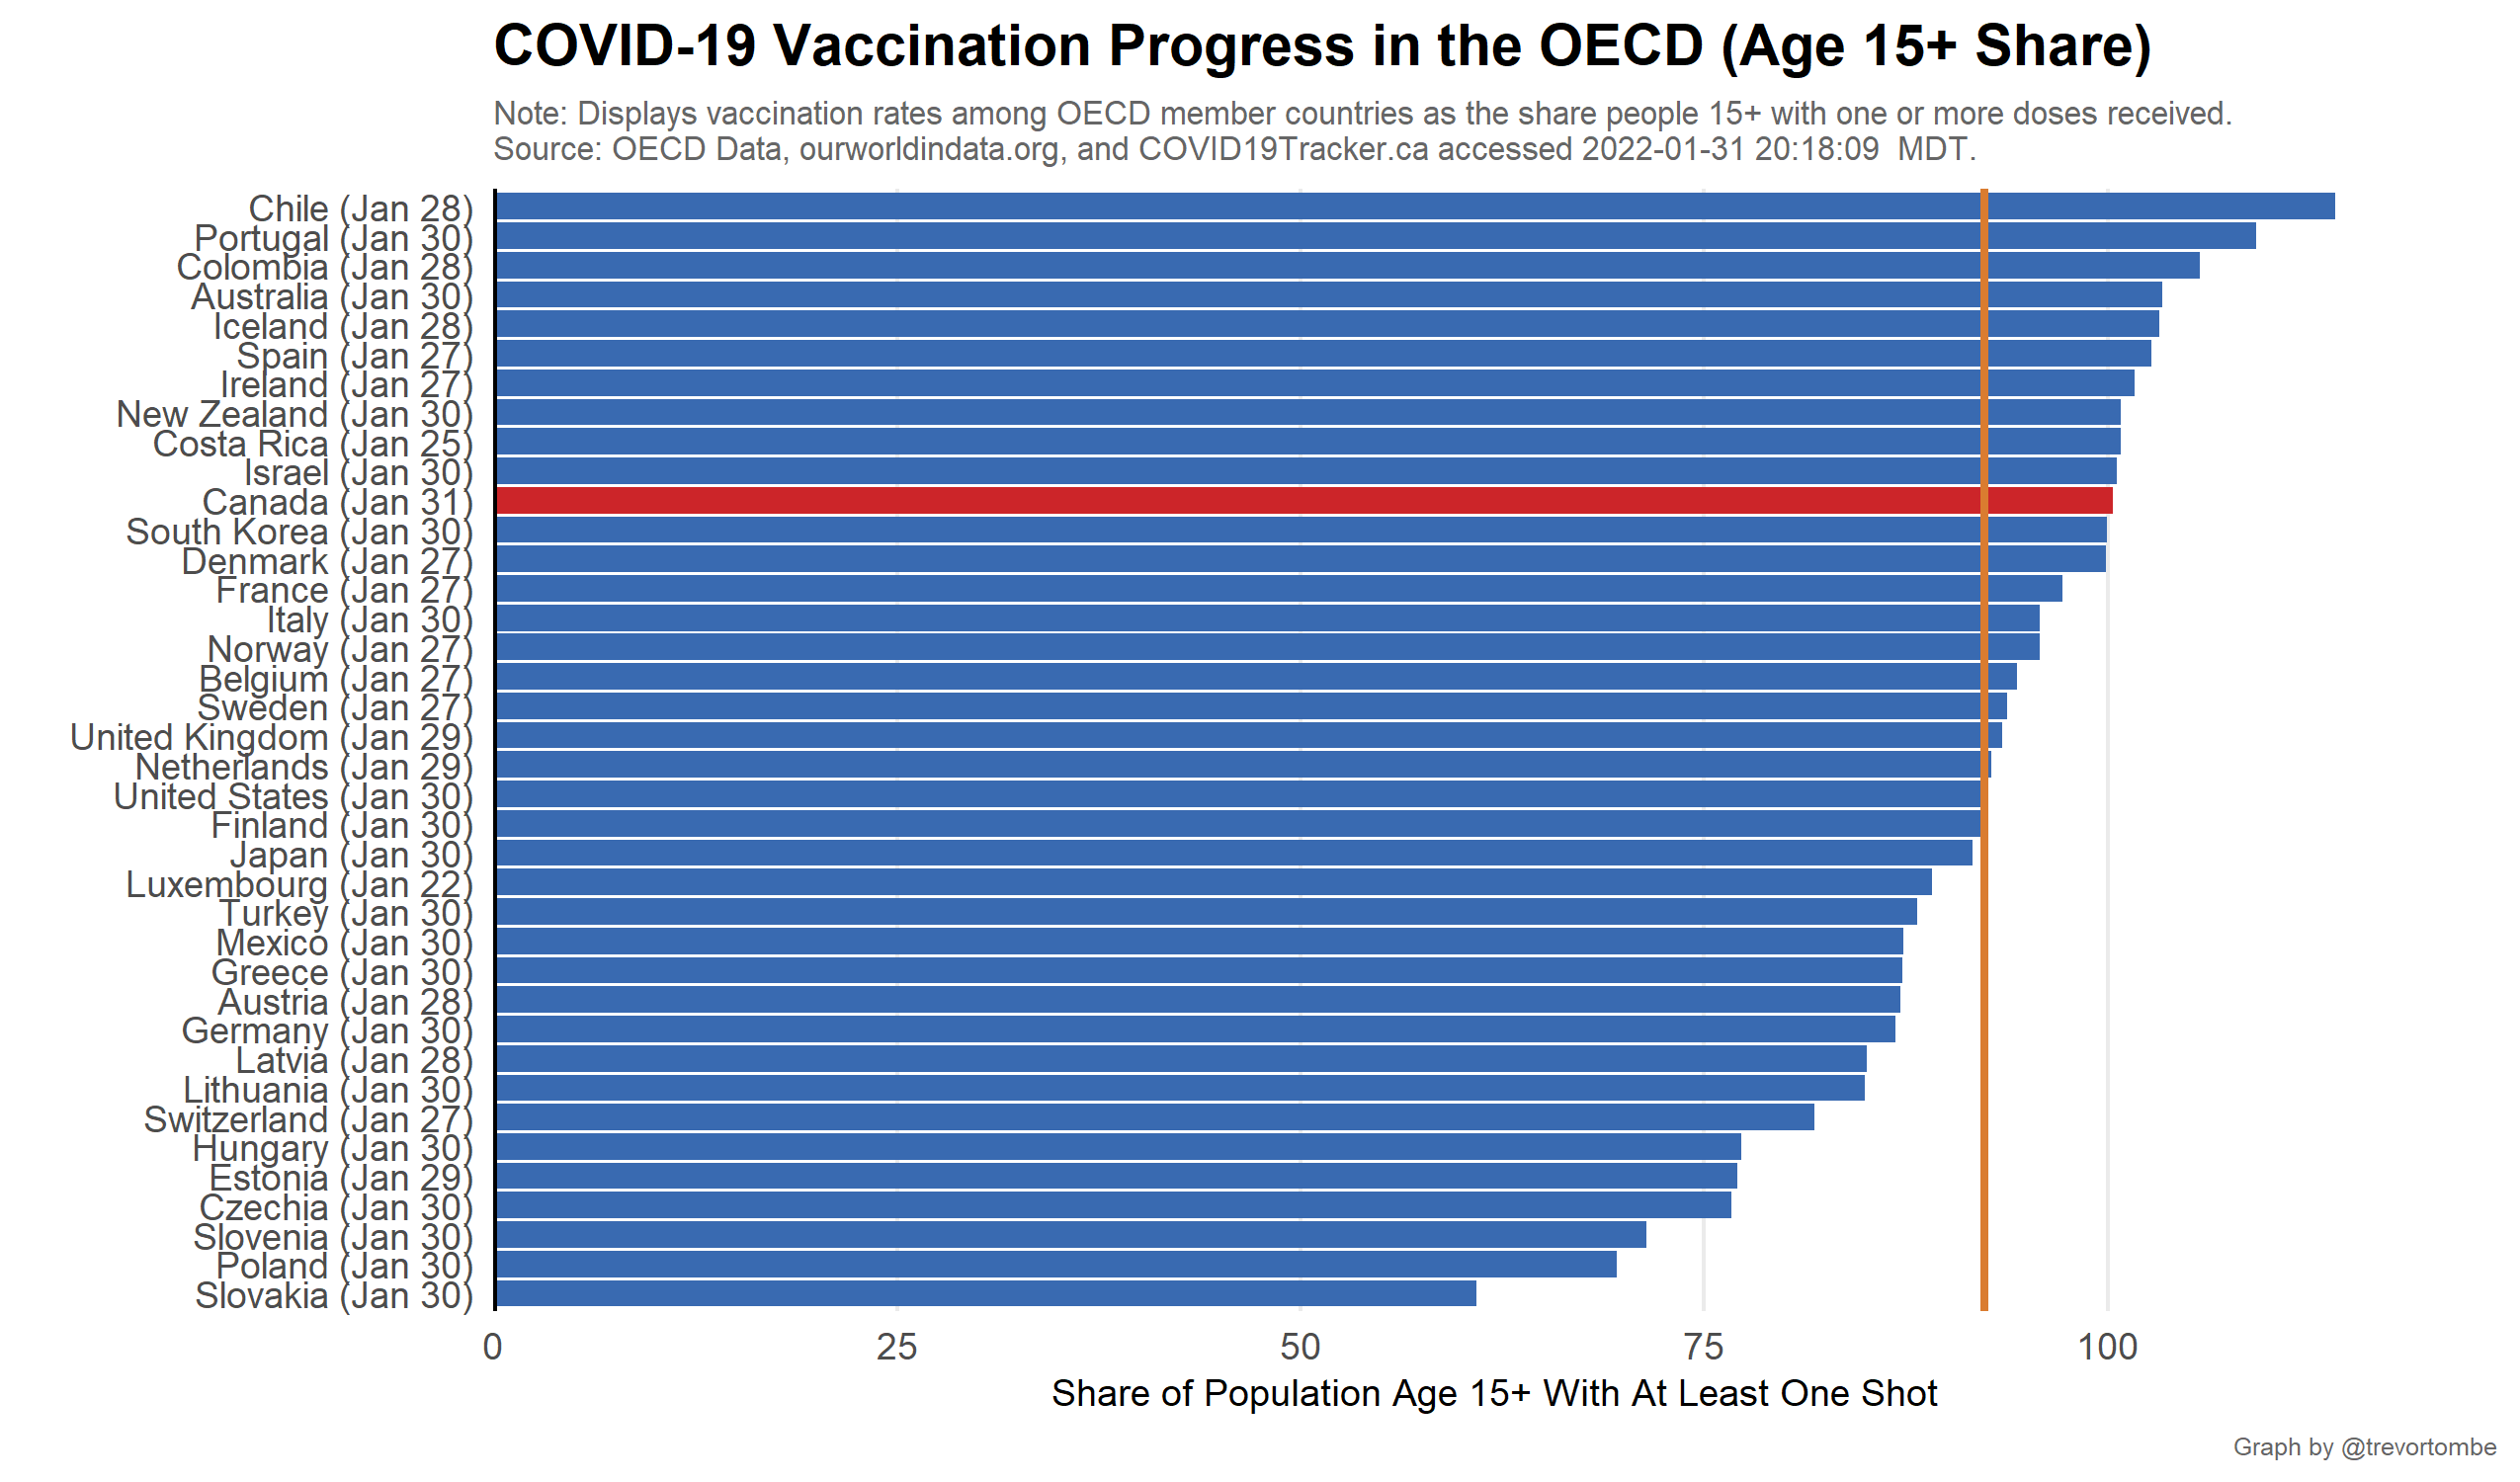 COVID-19 Vaccination Progress in the OECD (Age 15+ Share)
Note: Displays vaccination rates among OECD member countries as the share people 15+ with one or more doses received.
Source: OECD Data, ourworldindata.org, and COVID19Tracker.ca accessed 2022-01-31 20:18:09  MDT.
Chile (Jan 28)
Portugal (Jan 30)
Colombia (Jan 28)
Australia (Jan 30)
Iceland (Jan 28)
Spain (Jan 27)
Ireland (Jan 27)
New Zealand (Jan 30)
Costa Rica (Jan 25)
Israel (Jan 30)
Canada (Jan 31)
South Korea (Jan 30)
Denmark (Jan 27)
France (Jan 27)
Italy (Jan 30)
Norway (Jan 27)
Belgium (Jan 27)
Sweden (Jan 27)
United Kingdom (Jan 29)
Netherlands (Jan 29)
United States (Jan 30)
Finland (Jan 30)
Japan (Jan 30)
Luxembourg (Jan 22)
Turkey (Jan 30)
Mexico (Jan 30)
Greece (Jan 30)
Austria (Jan 28)
Germany (Jan 30)
Latvia (Jan 28)
Lithuania (Jan 30)
Switzerland (Jan 27)
Hungary (Jan 30)
Estonia (Jan 29)
Czechia (Jan 30)
Slovenia (Jan 30)
Poland (Jan 30)
Slovakia (Jan 30)
0 25 50 75 100
Share of Population Age 15+ With At Least One Shot
Graph by @trevortombe